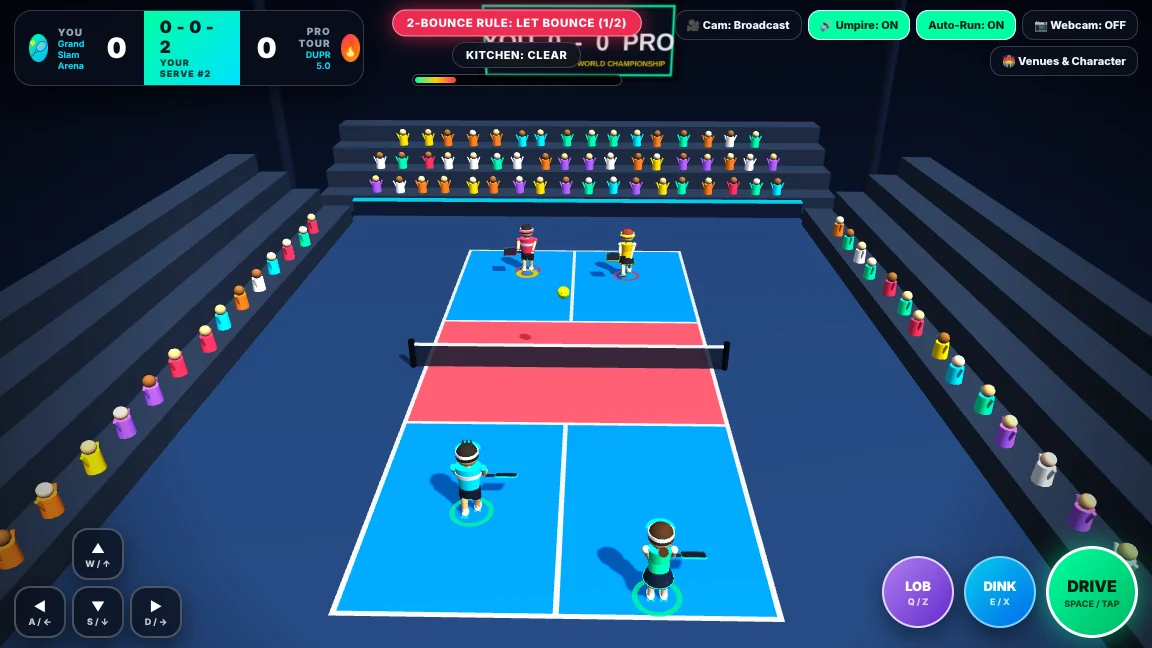 YOU
Grand
Slam
Arena
0
0 - 0 -
2
YOUR
SERVE #2
0
PRO
TOUR
DUPR
5.0
2-BOUNCE RULE: LET BOUNCE (1/2)
- 0 PRO
KITCHEN: CLEAR
WORLD CHAMPIONSHIP
Cam: Broadcast
Umpire: ON
Auto-Run: ON
Webcam: OFF
Venues & Character
▲
W / ↑
◀
A / ←
▼
S / ↓
▶
D / →
LOB
Q / Z
DINK
E / X
DRIVE
SPACE / TAP